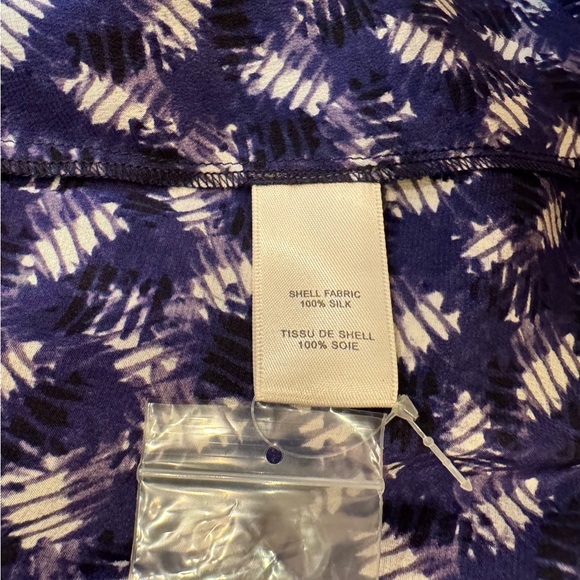 SHELL FABRIC
100% SILK
TISSU DE SHELL
100% SOIE